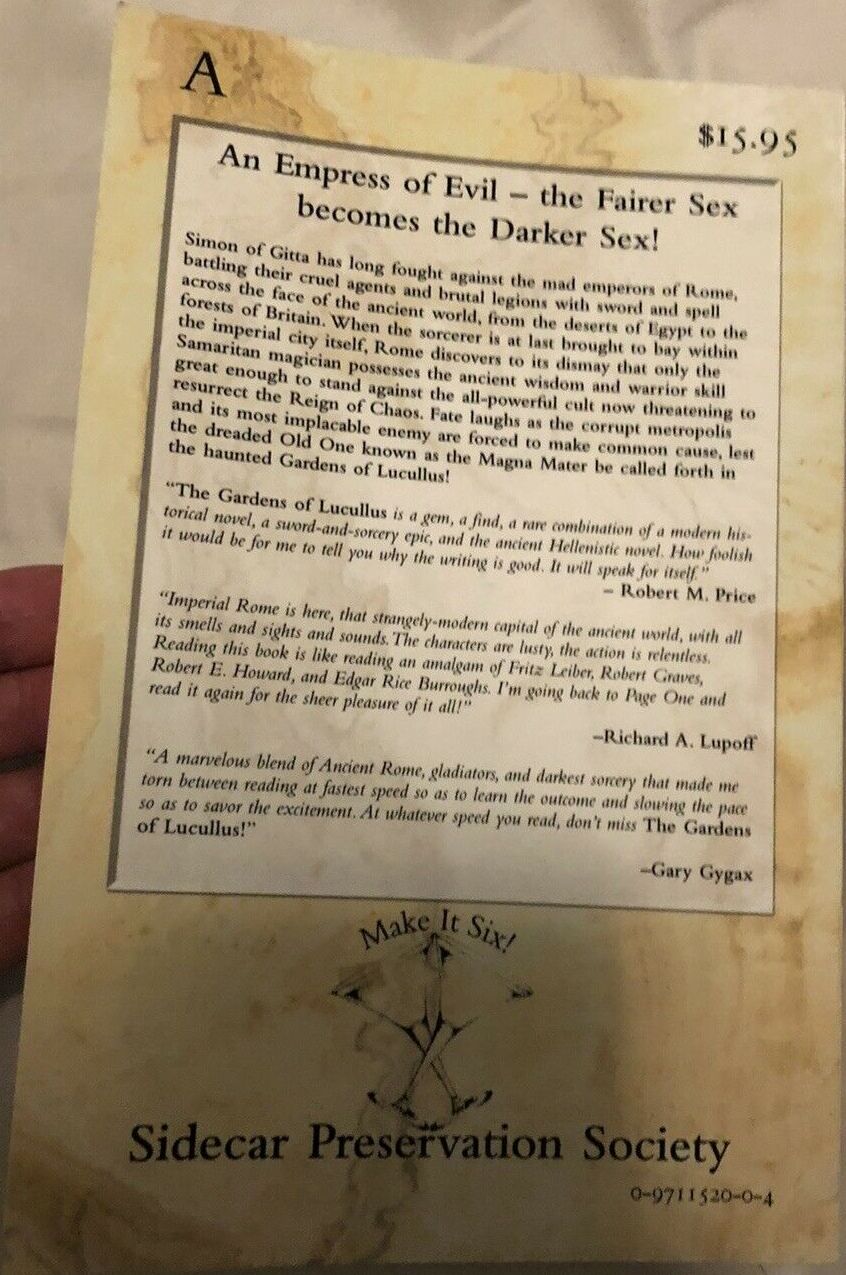 A
$15.95
An Empress of Evil – the Fairer Sex
becomes the Darker Sex!
Simon of Gitta has long fought against the mad emperors of Rome,
battling their cruel agents and brutal legions with sword and spell
across the face of the ancient world, from the deserts of Egypt to the
forests of Britain. When the sorcerer is at last brought to bay within
the imperial city itself, Rome discovers to its dismay that only the
Samaritan magician possesses the ancient wisdom and warrior skill
great enough to stand against the all-powerful cult now threatening to
resurrect the Reign of Chaos. Fate laughs as the corrupt metropolis
and its most implacable enemy are forced to make common cause, lest
the dreaded Old One known as the Magna Mater be called forth in
the haunted Gardens of Lucullus!
“The Gardens of Lucullus is a gem, a find, a rare combination of a modern his-
torical novel, a sword-and-sorcery epic, and the ancient Hellenistic novel. How foolish
it would be for me to tell you why the writing is good. It will speak for itself.”
– Robert M. Price
“Imperial Rome is here, that strangely-modern capital of the ancient world, with all
its smells and sights and sounds. The characters are lusty, the action is relentless.
Reading this book is like reading an amalgam of Fritz Leiber, Robert Graves,
Robert E. Howard, and Edgar Rice Burroughs. I’m going back to Page One and
read it again for the sheer pleasure of it all!”
–Richard A. Lupoff
“A marvelous blend of Ancient Rome, gladiators, and darkest sorcery that made me
torn between reading at fastest speed so as to learn the outcome and slowing the pace
so as to savor the excitement. At whatever speed you read, don’t miss The Gardens
of Lucullus!”
–Gary Gygax
Make It Six!
Sidecar Preservation Society
0-9711520-0-4